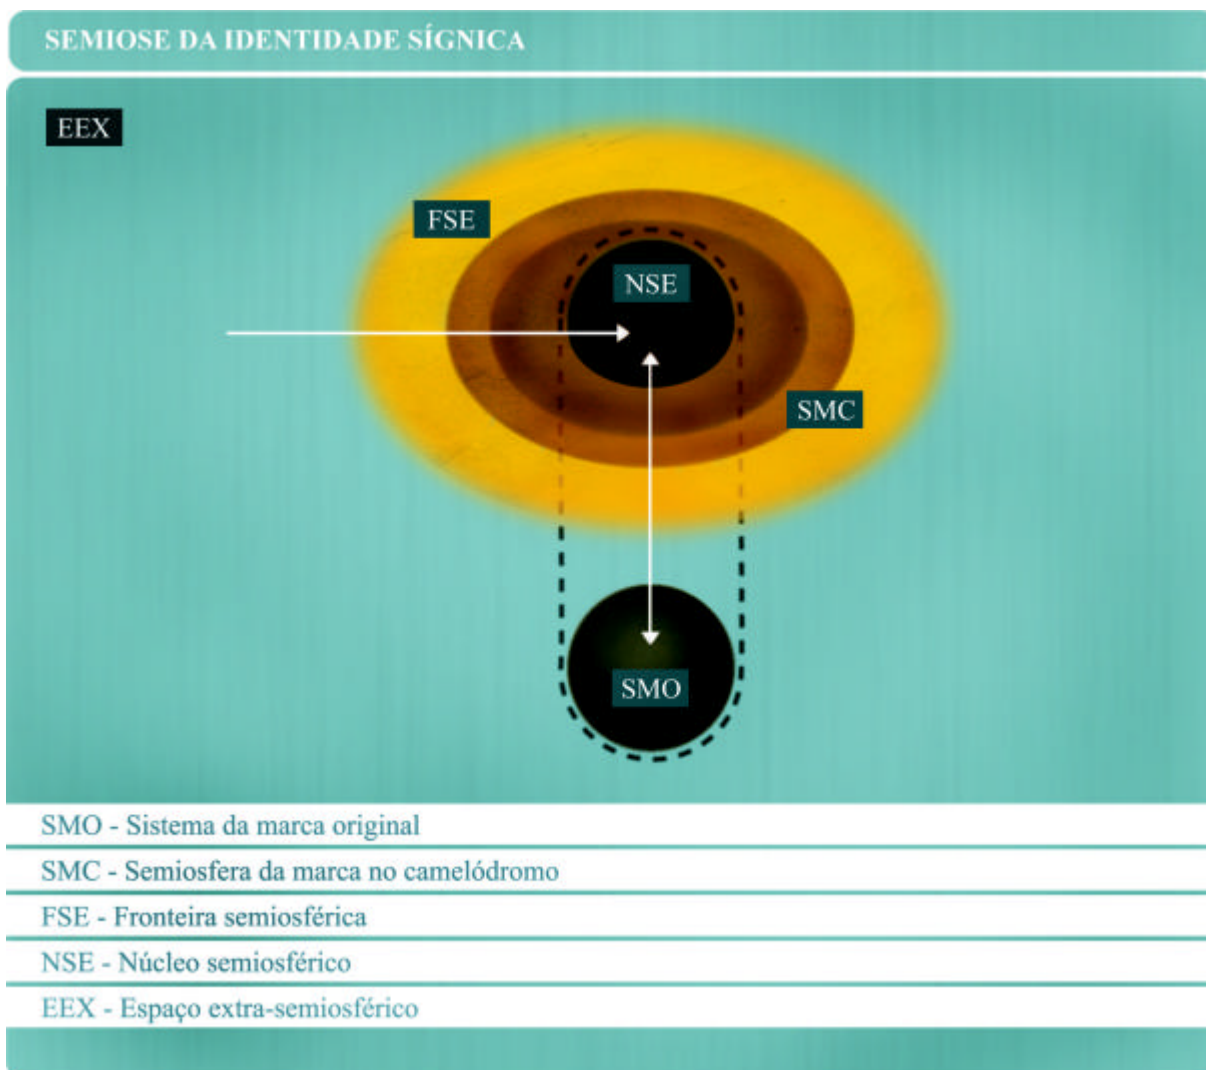 SEMIOSE DA IDENTIDADE SÍGNICA
EEX
FSE
NSE
SMC
SMO
SMO - Sistema da marca original
SMC - Semiosfera da marca no camelódromo
FSE - Fronteira semiosférica
NSE - Núcleo semiosférico
EEX - Espaço extra-semiosférico